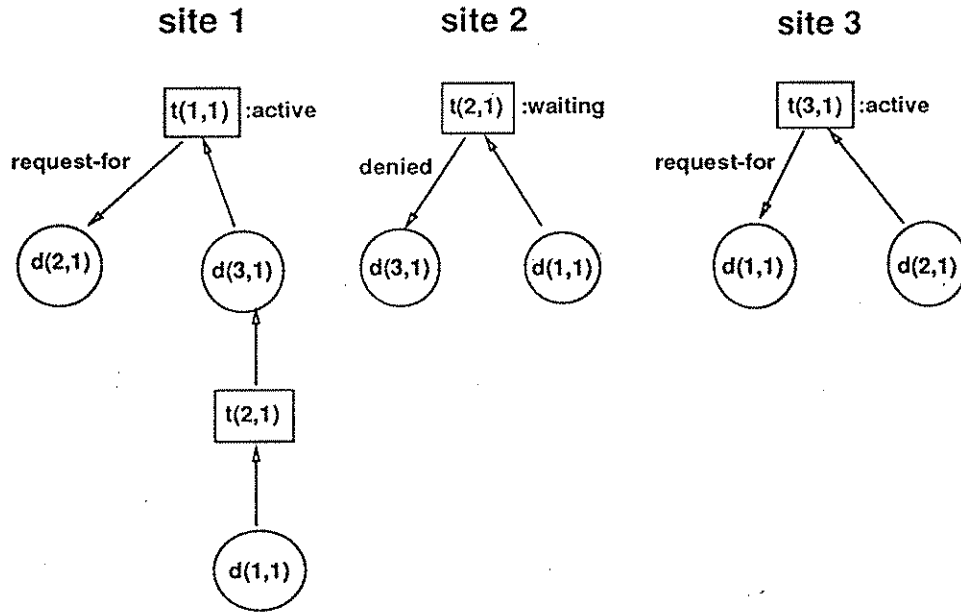 site 1
site 2
site 3
t(1,1) :active
t(2,1) :waiting
t(3,1) :active
request-for
denied
request-for
d(2,1)
d(3,1)
d(3,1)
d(1,1)
d(1,1)
d(2,1)
t(2,1)
d(1,1)